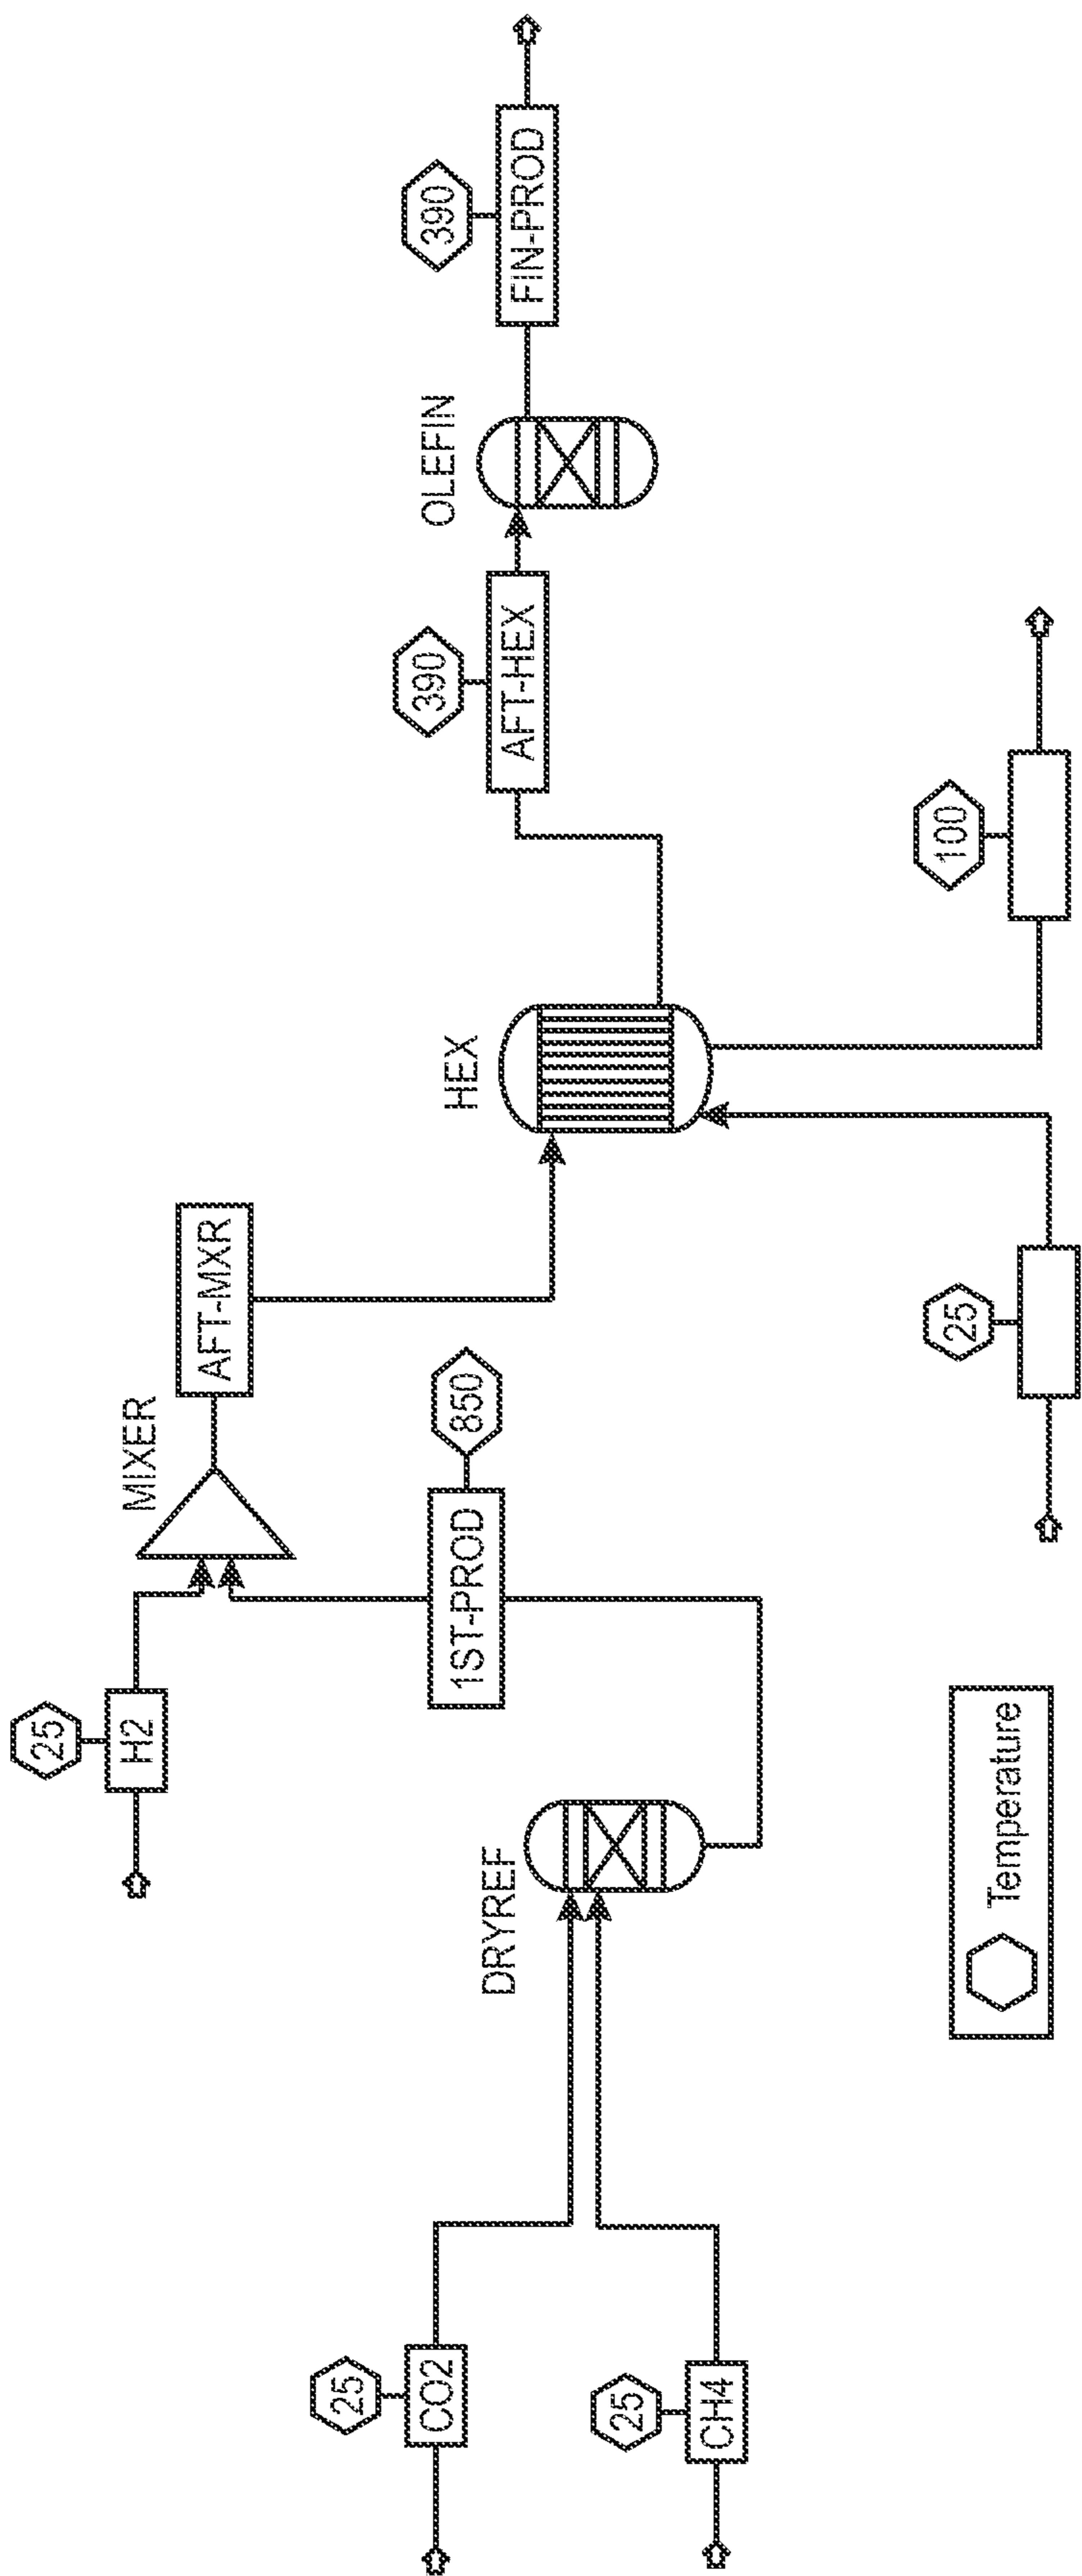 25
H2
MIXER
AFT-MXR
25
CO2
25
CH4
DRYREF
1ST-PROD
850
HEX
390
AFT-HEX
OLEFIN
390
FIN-PROD
25
100
Temperature